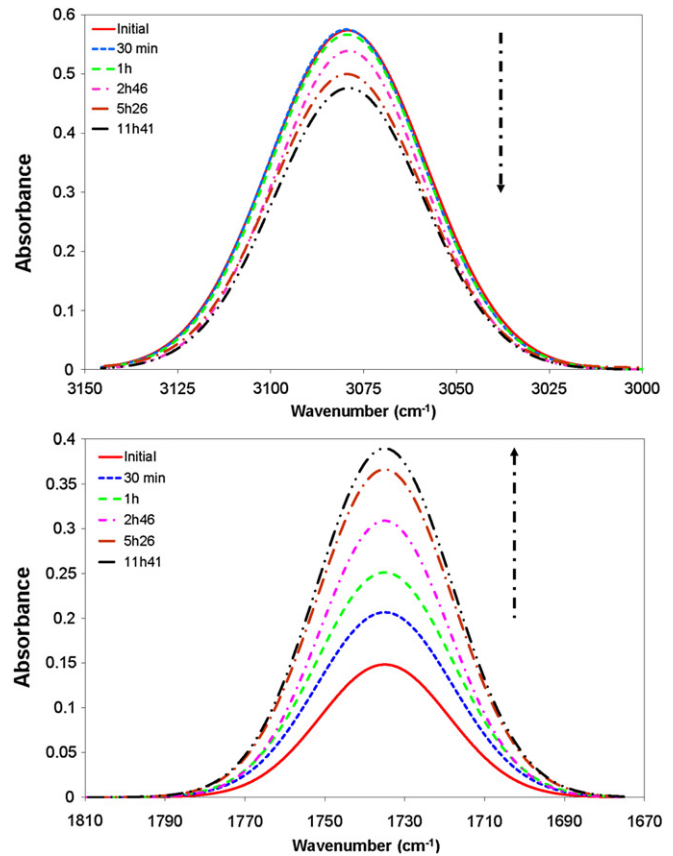 0.6
0.5
0.4
0.3
0.2
0.1
0
Absorbance
Initial
30 min
1h
2h46
5h26
11h41
3150 3125 3100 3075 3050 3025 3000
Wavenumber (cm-1)
0.4
0.35
0.3
0.25
0.2
0.15
0.1
0.05
0
Absorbance
Initial
30 min
1h
2h46
5h26
11h41
1810 1790 1770 1750 1730 1710 1690 1670
Wavenumber (cm-1)